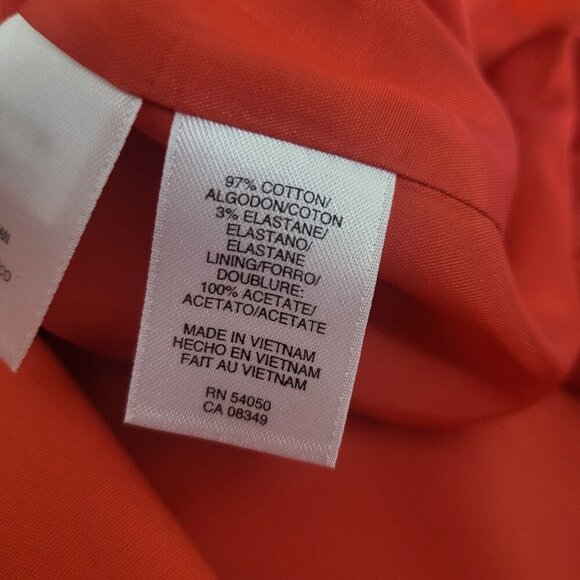 97% COTTON/
ALGODON/COTON
3% ELASTANE/
ELASTANO/
ELASTANE
LINING/FORRO/
DOUBLURE:
100% ACETATE/
ACETATO/ACETATE
MADE IN VIETNAM
HECHO EN VIETNAM
FAIT AU VIETNAM
RN 54050
CA 08349